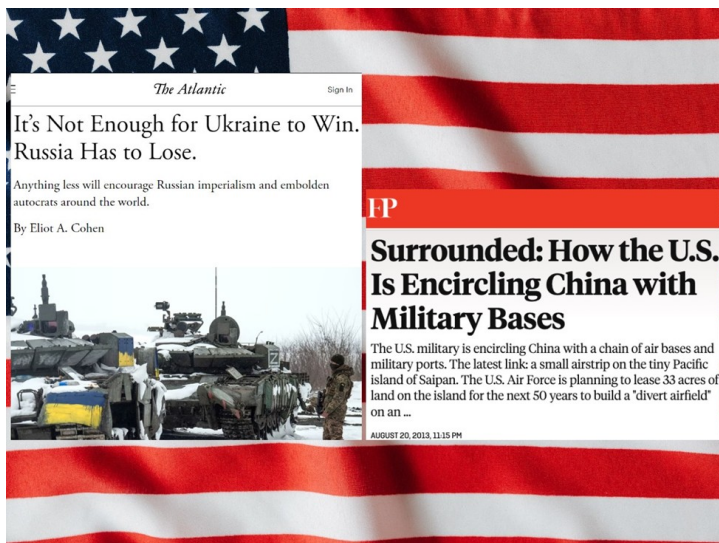 The Atlantic
Sign In
It's Not Enough for Ukraine to Win.
Russia Has to Lose.
Anything less will encourage Russian imperialism and embolden
autocrats around the world.
By Eliot A. Cohen
Z
FP
Surrounded: How the U.S.
Is Encircling China with
Military Bases
The U.S. military is encircling China with a chain of air bases and
military ports. The latest link: a small airstrip on the tiny Pacific
island of Saipan. The U.S. Air Force is planning to lease 33 acres of
land on the island for the next 50 years to build a "divert airfield"
on an ...
AUGUST 20, 2013, 11:15 PM